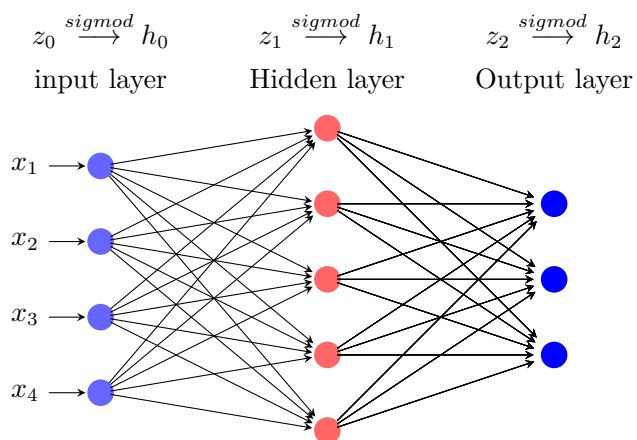 z₀ sigmod⟶ h₀ z₁ sigmod⟶ h₁ z₂ sigmod⟶ h₂
input layer Hidden layer Output layer
x₁
x₂
x₃
x₄